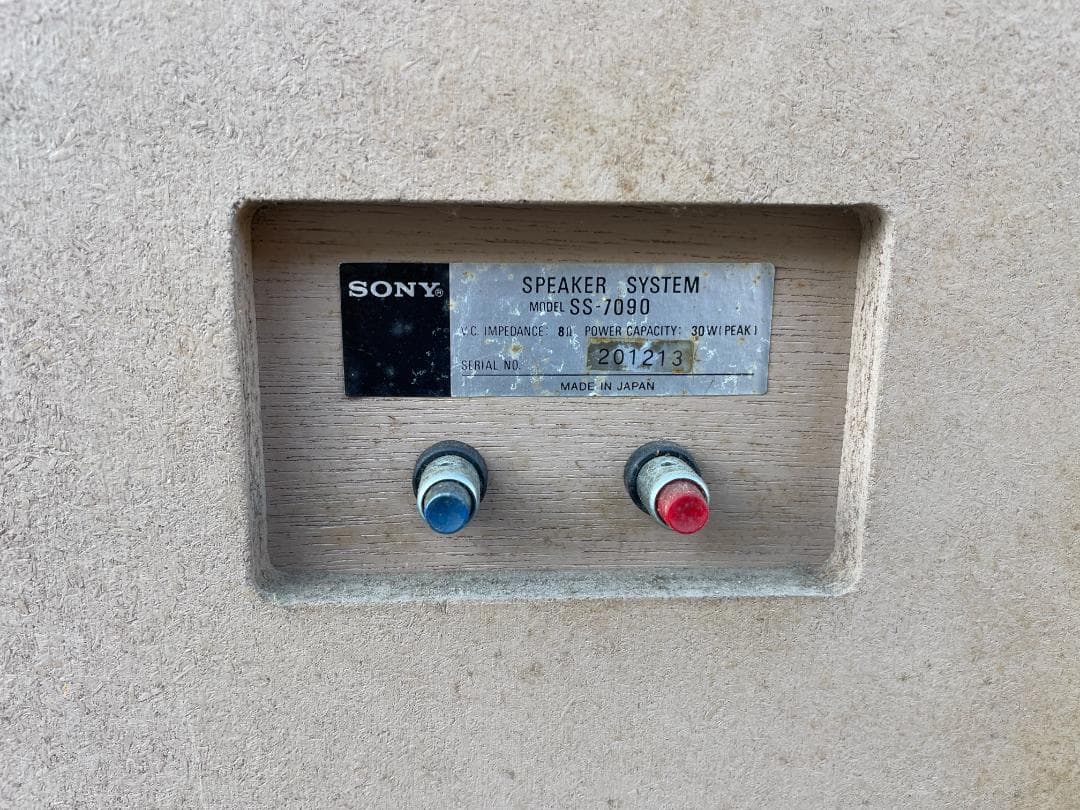 SONY®
SPEAKER SYSTEM
MODEL SS-7090
V.C. IMPEDANCE: 8Ω POWER CAPACITY: 30W(PEAK)
SERIAL NO. 201213
MADE IN JAPAN